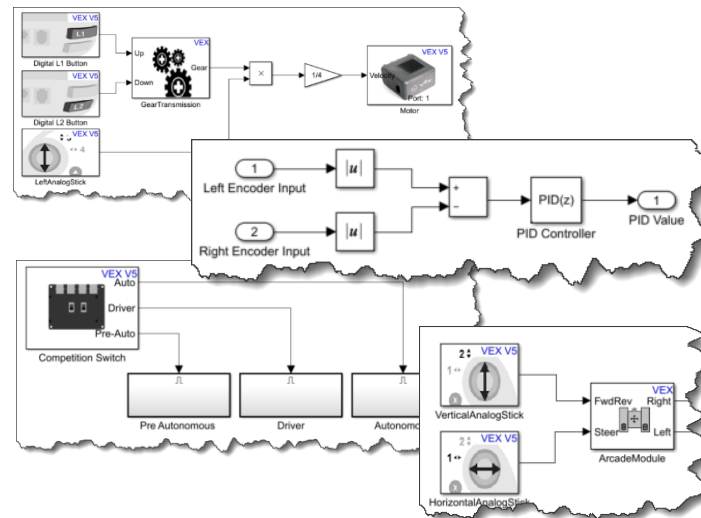 VEX V5
L1
Digital L1 Button
VEX V5
L2
Digital L2 Button
VEX V5
4
LeftAnalogStick
VEX
Up
Down
Gear
GearTransmission
×
1/4
VEX V5
Velocity
Port: 1
Motor
1
Left Encoder Input
|u|
+
−
PID(z)
PID Controller
1
PID Value
2
Right Encoder Input
|u|
VEX V5
Auto
Driver
Pre-Auto
Competition Switch
Pre Autonomous
Driver
2
VEX V5
1
X
VerticalAnalogStick
2
VEX V5
1
X
HorizontalAnalogStick
VEX
FwdRev
Right
Steer
Left
ArcadeModule